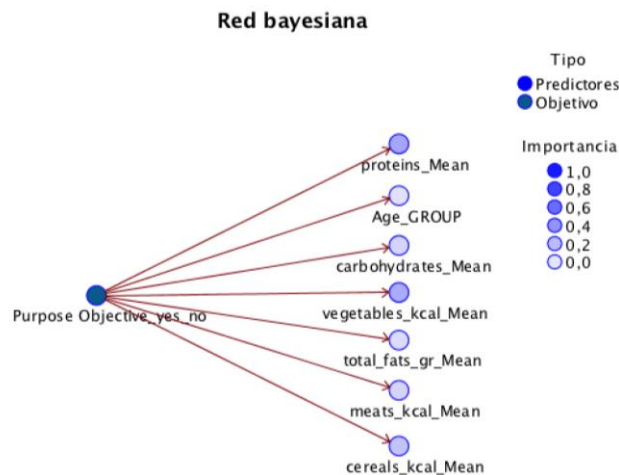 Red bayesiana
Tipo
Predictores
Objetivo
Importancia
1,0
0,8
0,6
0,4
0,2
0,0
proteins_Mean
Age_GROUP
carbohydrates_Mean
Purpose Objective_yes_no
vegetables_kcal_Mean
total_fats_gr_Mean
meats_kcal_Mean
cereals_kcal_Mean